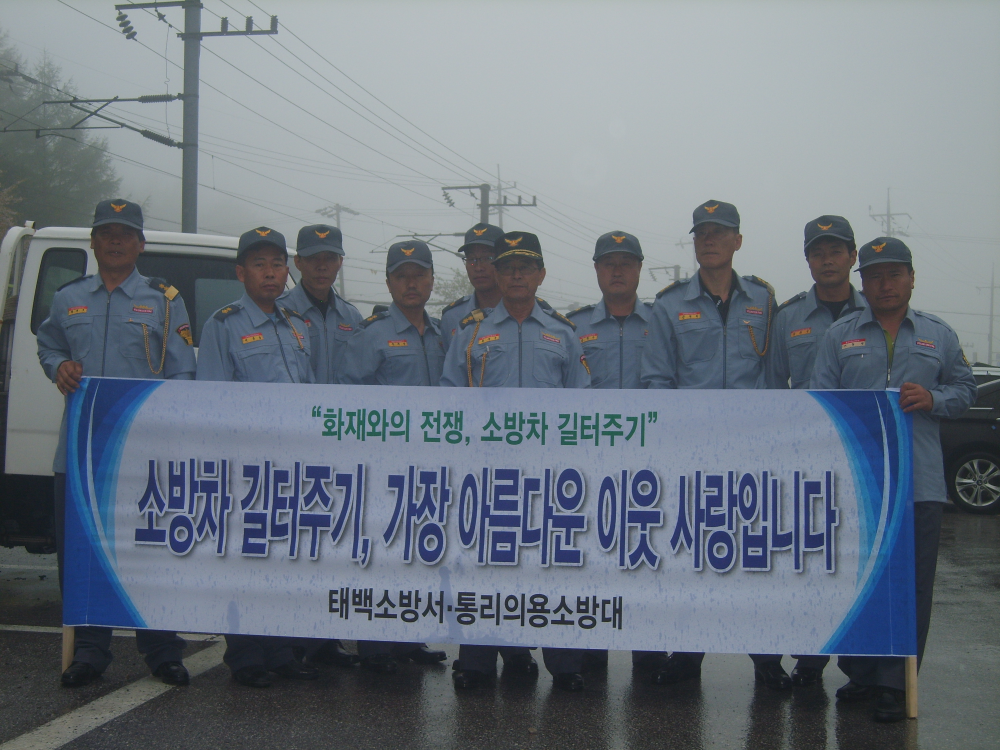 “화재와의 전쟁, 소방차 길터주기”
소방차 길터주기, 가장 아름다운 이웃 사랑입니다
태백소방서·통리의용소방대